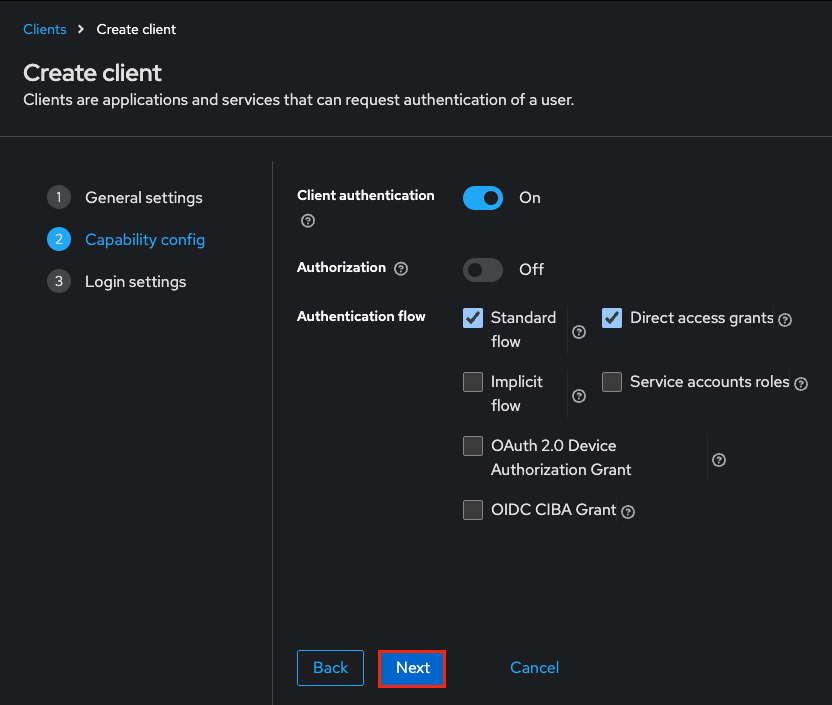 Clients > Create client
Create client
Clients are applications and services that can request authentication of a user.
1 General settings
2 Capability config
3 Login settings
Client authentication
?
On
Authorization ?
Off
Authentication flow
Standard
flow
?
Direct access grants ?
Implicit
flow
?
Service accounts roles ?
OAuth 2.0 Device
Authorization Grant
?
OIDC CIBA Grant ?
Back Next Cancel